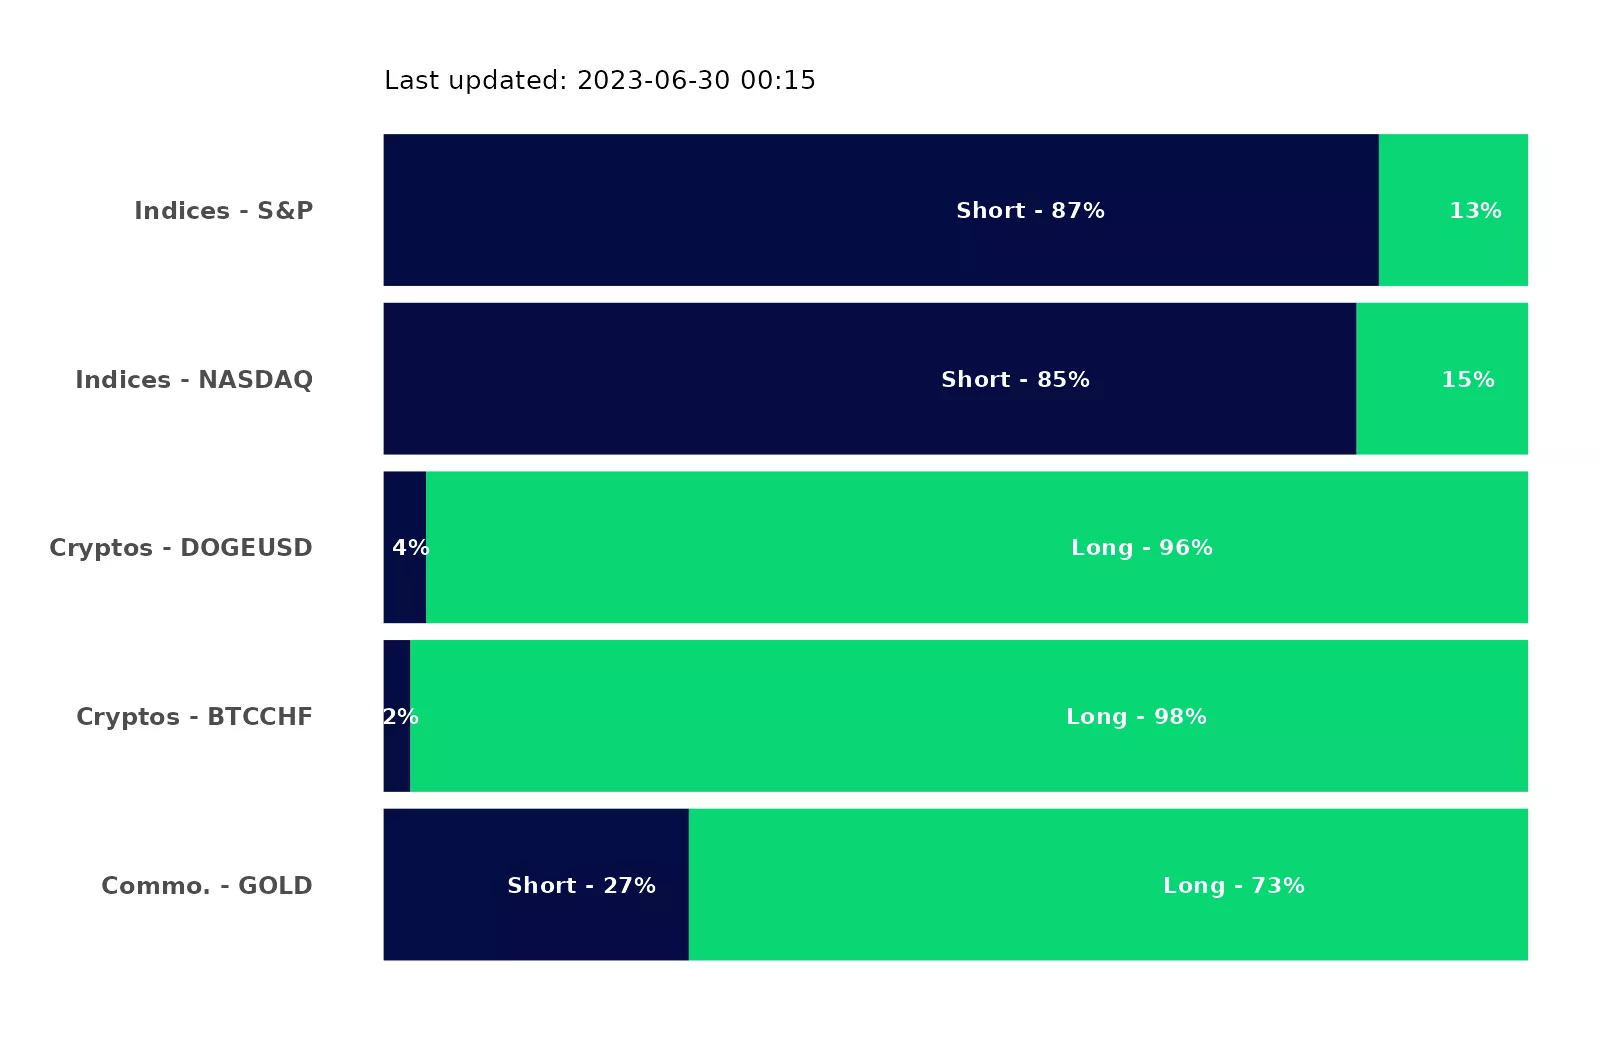 Last updated: 2023-06-30 00:15
Indices - S&P Short - 87% 13%
Indices - NASDAQ Short - 85% 15%
Cryptos - DOGEUSD 4% Long - 96%
Cryptos - BTCCHF 2% Long - 98%
Commo. - GOLD Short - 27% Long - 73%